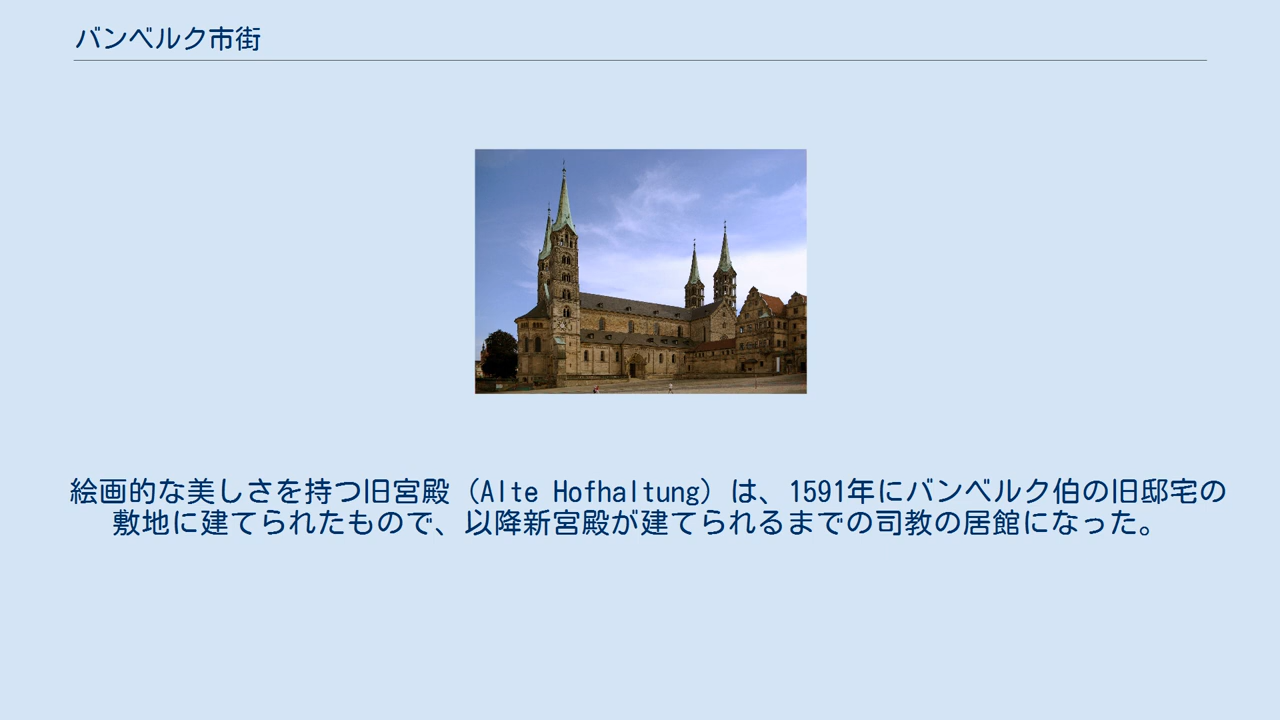 バンベルク市街
絵画的な美しさを持つ旧宮殿（Alte Hofhaltung）は、1591年にバンベルク伯の旧邸宅の
敷地に建てられたもので、以降新宮殿が建てられるまでの司教の居館になった。